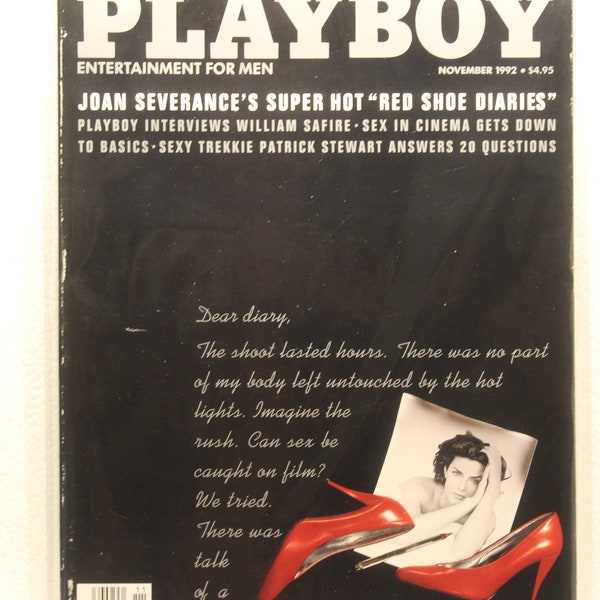 PLAYBOY
ENTERTAINMENT FOR MEN
NOVEMBER 1992 • $4.95
JOAN SEVERANCE'S SUPER HOT "RED SHOE DIARIES"
PLAYBOY INTERVIEWS WILLIAM SAFIRE • SEX IN CINEMA GETS DOWN
TO BASICS • SEXY TREKKIE PATRICK STEWART ANSWERS 20 QUESTIONS
Dear diary,
The shoot lasted hours. There was no part
of my body left untouched by the hot
lights. Imagine the
rush. Can sex be
caught on film?
We tried.
There was
talk
of a
11